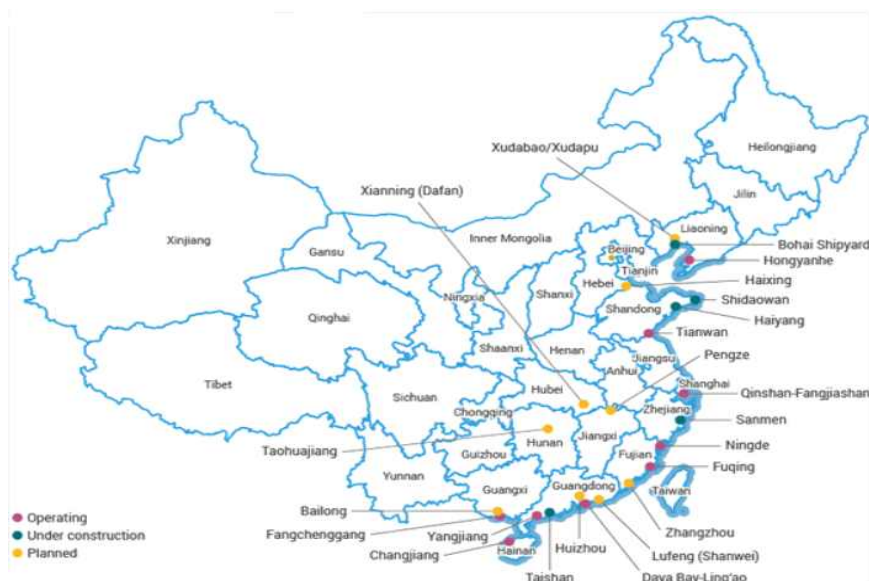 Heilongjiang
Xudabao/Xudapu
Jilin
Xianning (Dafan)
Liaoning
Xinjiang
Inner Mongolia
Beijing
Bohai Shipyard
Gansu
Hongyanhe
Tianjin
Haixing
Hebei
Ningxia
Shanxi
Shidaowan
Shandong
Qinghai
Haiyang
Tianwan
Shaanxi
Henan
Jiangsu
Pengze
Anhui
Tibet
Hubei
Shanghai
Sichuan
Qinshan-Fangjiashan
Chongqing
Zhejiang
Sanmen
Taohuajiang
Hunan
Jiangxi
Ningde
Guizhou
Fujian
Fuqing
Yunnan
Guangxi
Guangdong
Taiwan
Bailong
Operating
Under construction
Planned
Fangchenggang
Yangjiang
Zhangzhou
Changjiang
Hainan
Huizhou
Lufeng (Shanwei)
Taishan
Daya Bay-Ling'ao